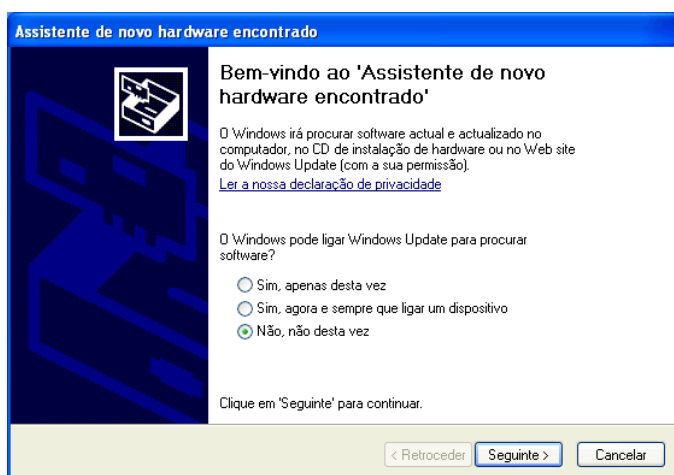 Assistente de novo hardware encontrado
Bem-vindo ao 'Assistente de novo
hardware encontrado'
O Windows irá procurar software actual e actualizado no
computador, no CD de instalação de hardware ou no Web site
do Windows Update (com a sua permissão).
Ler a nossa declaração de privacidade
O Windows pode ligar Windows Update para procurar
software?
Sim, apenas desta vez
Sim, agora e sempre que ligar um dispositivo
Não, não desta vez
Clique em 'Seguinte' para continuar.
< Retroceder Seguinte > Cancelar